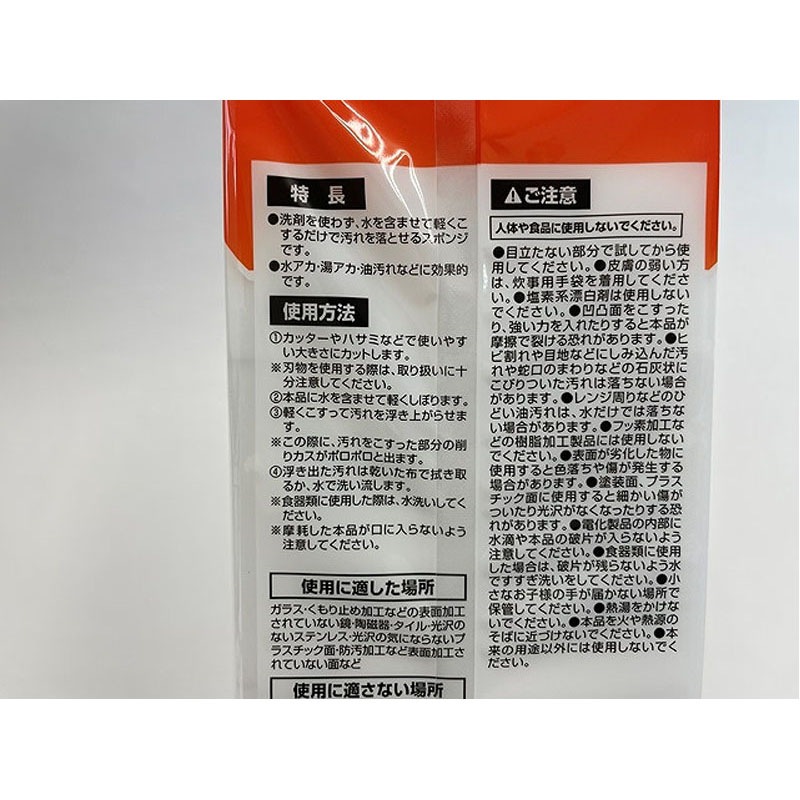 特長
●洗剤を使わず、水を含ませて軽くこ
するだけで汚れを落とせるスポンジ
です。
●水アカ・湯アカ・油汚れなどに効果的
です。
使用方法
①カッターやハサミなどで使いやす
い大きさにカットします。
※刃物を使用する際は、取り扱いに十
分注意してください。
②本品に水を含ませて軽くしぼります。
③軽くこすって汚れを浮き上がらせま
す。
※この際に、汚れをこすった部分の削
りカスがポロポロと出ます。
④浮き出た汚れは乾いた布で拭き取
るか、水で洗い流します。
※食器類に使用した際は、水洗いしてく
ださい。
※摩耗した本品が口に入らないよう
注意してください。
使用に適した場所
ガラス・くもり止め加工などの表面加工
されていない鏡・陶磁器・タイル・光沢の
ないステンレス・光沢の気にならないプ
ラスチック面・防汚加工など表面加工さ
れていない面など
使用に適さない場所
⚠ご注意
人体や食品に使用しないでください。
●目立たない部分で試してから使
用してください。●皮膚の弱い方
は、炊事用手袋を着用してくださ
い。●塩素系漂白剤は使用しない
でください。●凹凸面をこすった
り、強い力を入れたりすると本品が
摩擦で裂ける恐れがあります。●ヒ
ビ割れや目地などにしみ込んだ汚
れや蛇口のまわりなどの石灰状に
こびりついた汚れは落ちない場合
があります。●レンジ周りなどのひ
どい油汚れは、水だけでは落ちな
い場合があります。●フッ素加工な
どの樹脂加工製品には使用しない
でください。●表面が劣化した物に
使用すると色落ちや傷が発生する
場合があります。●塗装面、プラス
チック面に使用すると細かい傷が
ついたり光沢がなくなったりする恐
れがあります。●電化製品の内部に
水滴や本品の破片が入らないよう
注意してください。●食器類に使用
した場合は、破片が残らないよう水
ですすぎ洗いをしてください。●小
さなお子様の手が届かない場所で
保管してください。●熱湯をかけな
いでください。●本品を火や熱源の
そばに近づけないでください。●本
来の用途以外には使用しないでく
ださい。